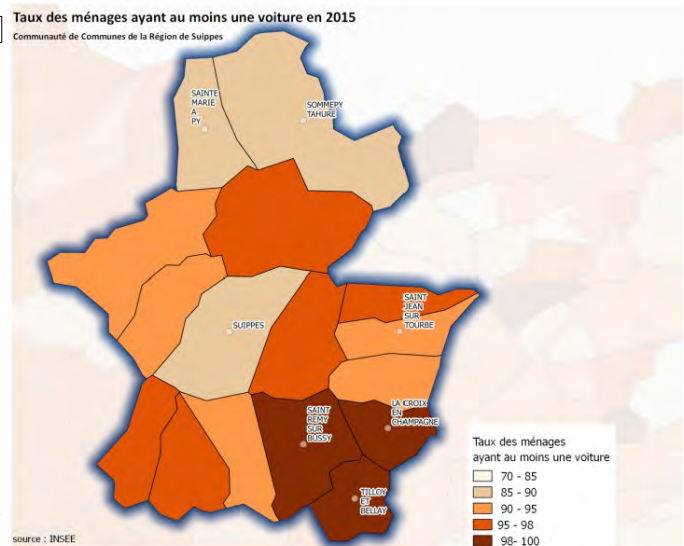 Taux des ménages ayant au moins une voiture en 2015
Communauté de Communes de la Région de Suippes
SAINTE
MARIE
A
PY
SOMMEPY
TAHURE
SAINT
JEAN
SUR
TOURBE
SUIPPES
LA CROIX
EN
CHAMPAGNE
SAINT
REMY
SUR
BUSSY
TILLOY
ET
BELLAY
Taux des ménages
ayant au moins une voiture
70 - 85
85 - 90
90 - 95
95 - 98
98- 100
source : INSEE